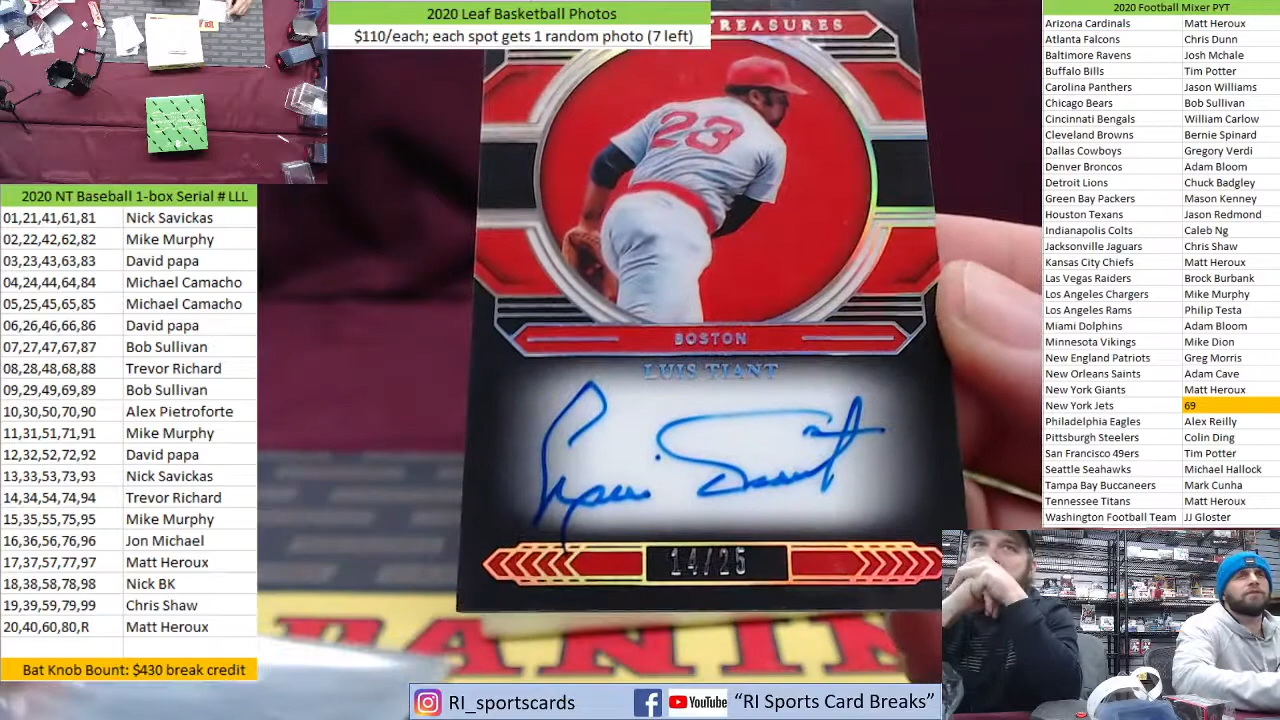 2020 Leaf Basketball Photos
$110/each; each spot gets 1 random photo (7 left)
2020 NT Baseball 1-box Serial # LLL
01,21,41,61,81 Nick Savickas
02,22,42,62,82 Mike Murphy
03,23,43,63,83 David papa
04,24,44,64,84 Michael Camacho
05,25,45,65,85 Michael Camacho
06,26,46,66,86 David papa
07,27,47,67,87 Bob Sullivan
08,28,48,68,88 Trevor Richard
09,29,49,69,89 Bob Sullivan
10,30,50,70,90 Alex Pietroforte
11,31,51,71,91 Mike Murphy
12,32,52,72,92 David papa
13,33,53,73,93 Nick Savickas
14,34,54,74,94 Trevor Richard
15,35,55,75,95 Mike Murphy
16,36,56,76,96 Jon Michael
17,37,57,77,97 Matt Heroux
18,38,58,78,98 Nick BK
19,39,59,79,99 Chris Shaw
20,40,60,80,R Matt Heroux
Bat Knob Bount: $430 break credit
REASURES
23
BOSTON
LUIS TIANT
Luis Tiant
14/25
PANINI
2020 Football Mixer PYT
Arizona Cardinals Matt Heroux
Atlanta Falcons Chris Dunn
Baltimore Ravens Josh Mchale
Buffalo Bills Tim Potter
Carolina Panthers Jason Williams
Chicago Bears Bob Sullivan
Cincinnati Bengals William Carlow
Cleveland Browns Bernie Spinard
Dallas Cowboys Gregory Verdi
Denver Broncos Adam Bloom
Detroit Lions Chuck Badgley
Green Bay Packers Mason Kenney
Houston Texans Jason Redmond
Indianapolis Colts Caleb Ng
Jacksonville Jaguars Chris Shaw
Kansas City Chiefs Matt Heroux
Las Vegas Raiders Brock Burbank
Los Angeles Chargers Mike Murphy
Los Angeles Rams Philip Testa
Miami Dolphins Adam Bloom
Minnesota Vikings Mike Dion
New England Patriots Greg Morris
New Orleans Saints Adam Cave
New York Giants Matt Heroux
New York Jets 69
Philadelphia Eagles Alex Reilly
Pittsburgh Steelers Colin Ding
San Francisco 49ers Tim Potter
Seattle Seahawks Michael Hallock
Tampa Bay Buccaneers Mark Cunha
Tennessee Titans Matt Heroux
Washington Football Team JJ Gloster
RI_sportscards
YouTube "RI Sports Card Breaks"